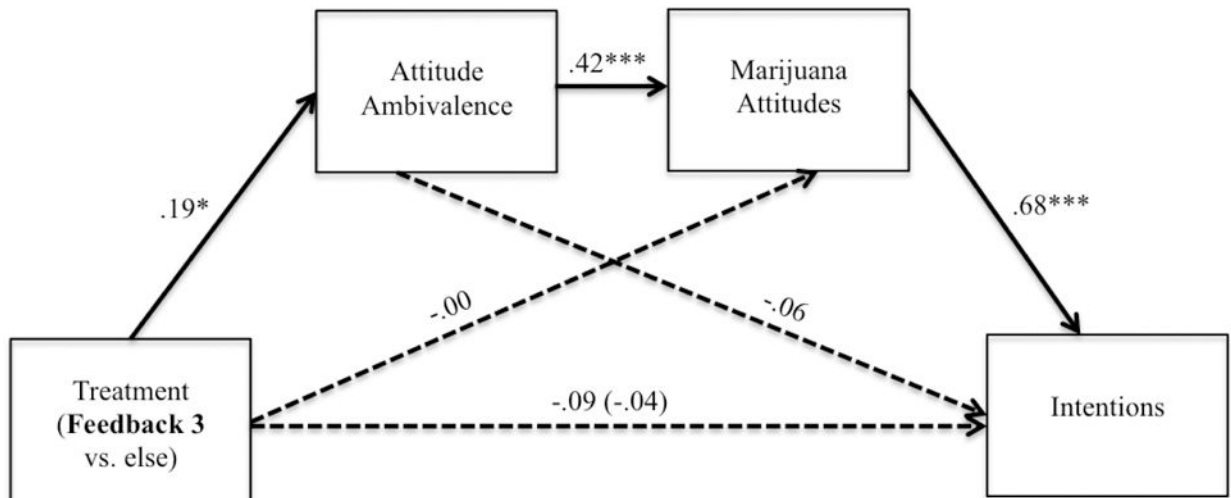 Attitude
Ambivalence
.42***
Marijuana
Attitudes
.19*
.68***
-.00
-.06
Treatment
(Feedback 3
vs. else)
-.09 (-.04)
Intentions